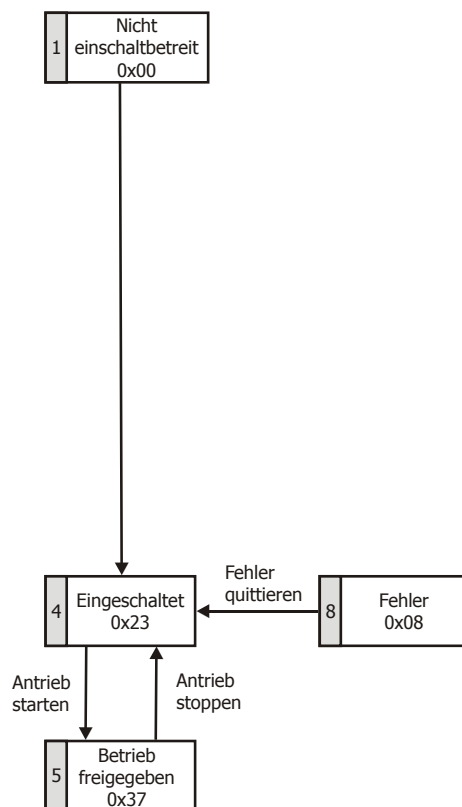 1
Nicht
einschaltbetreit
0x00
4
Eingeschaltet
0x23
Fehler
quittieren
8
Fehler
0x08
Antrieb
starten
Antrieb
stoppen
5
Betrieb
freigegeben
0x37